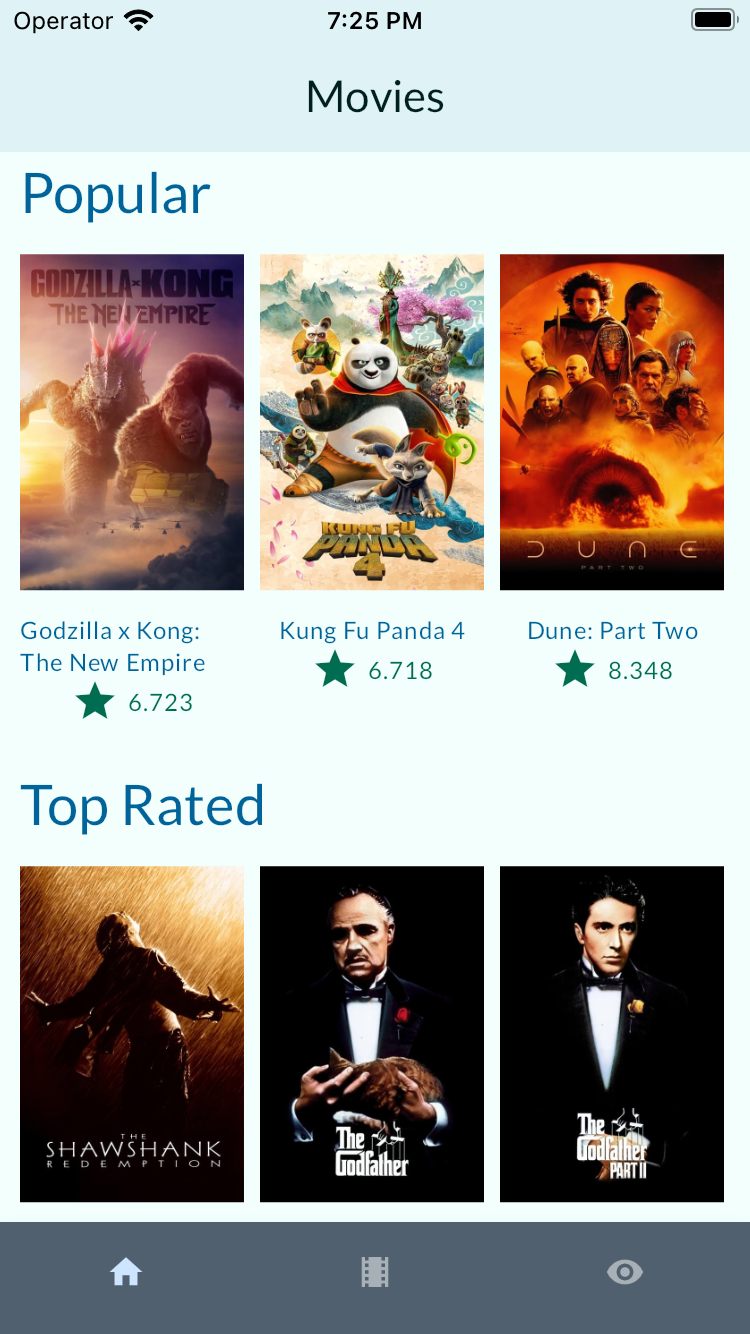 Operator
7:25 PM
Movies
Popular
GODZILLA x KONG
THE NEW EMPIRE
KUNG FU
PANDA
4
DUNE
PART TWO
Godzilla x Kong:
The New Empire
6.723
Kung Fu Panda 4
6.718
Dune: Part Two
8.348
Top Rated
THE
SHAWSHANK
REDEMPTION
The
Godfather
The
Godfather
PART II